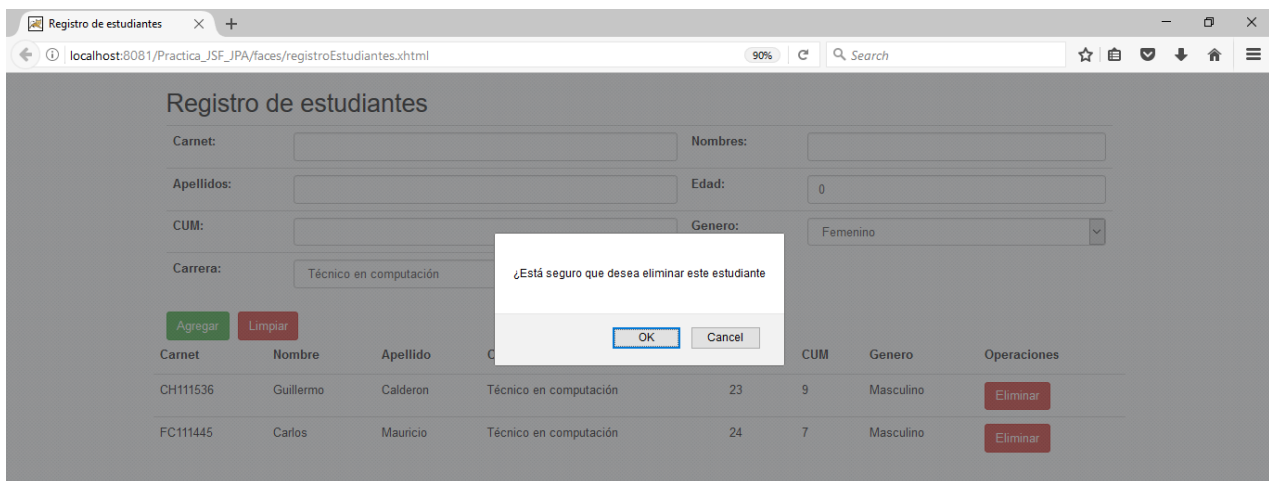 Registro de estudiantes
localhost:8081/Practica_JSF_JPA/faces/registroEstudiantes.xhtml 90% Search
Registro de estudiantes
Carnet: Nombres:
Apellidos: Edad: 0
CUM: Genero: Femenino
Carrera: Técnico en computación
¿Está seguro que desea eliminar este estudiante
OK Cancel
Agregar Limpiar
Carnet Nombre Apellido CUM Genero Operaciones
CH111536 Guillermo Calderon Técnico en computación 23 9 Masculino Eliminar
FC111445 Carlos Mauricio Técnico en computación 24 7 Masculino Eliminar